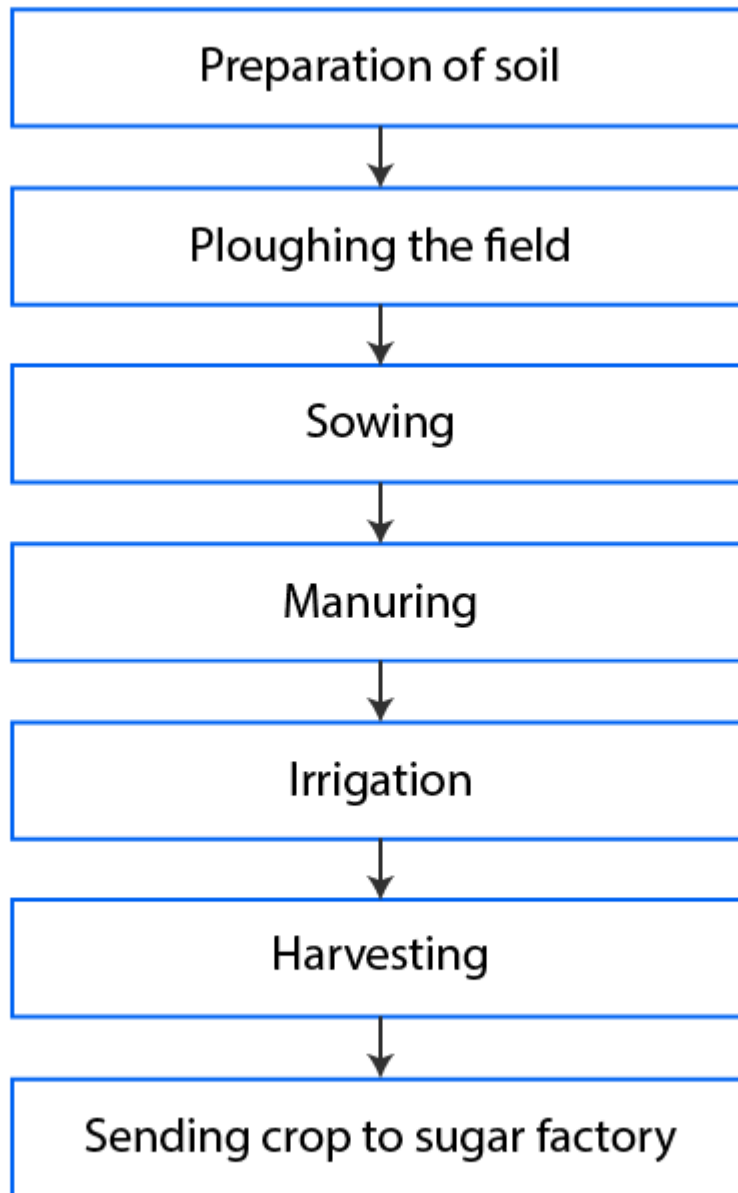 Preparation of soil
Ploughing the field
Sowing
Manuring
Irrigation
Harvesting
Sending crop to sugar factory